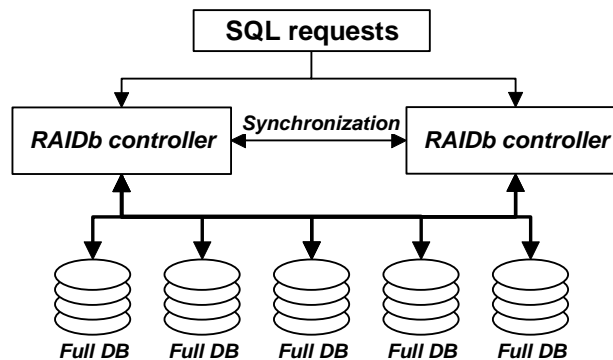 SQL requests
RAIDb controller
Synchronization
RAIDb controller
Full DB
Full DB
Full DB
Full DB
Full DB